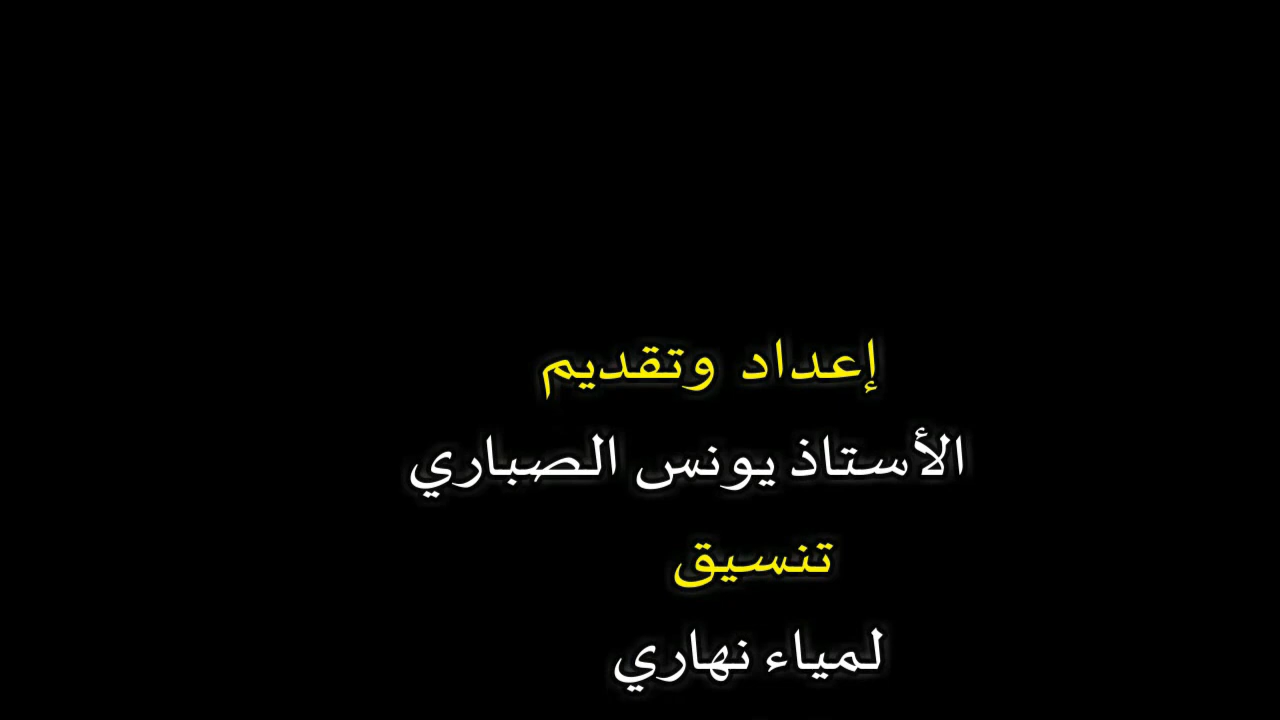 إعداد وتقديم
الأستاذ يونس الصباري
تنسيق
لمياء نهاري